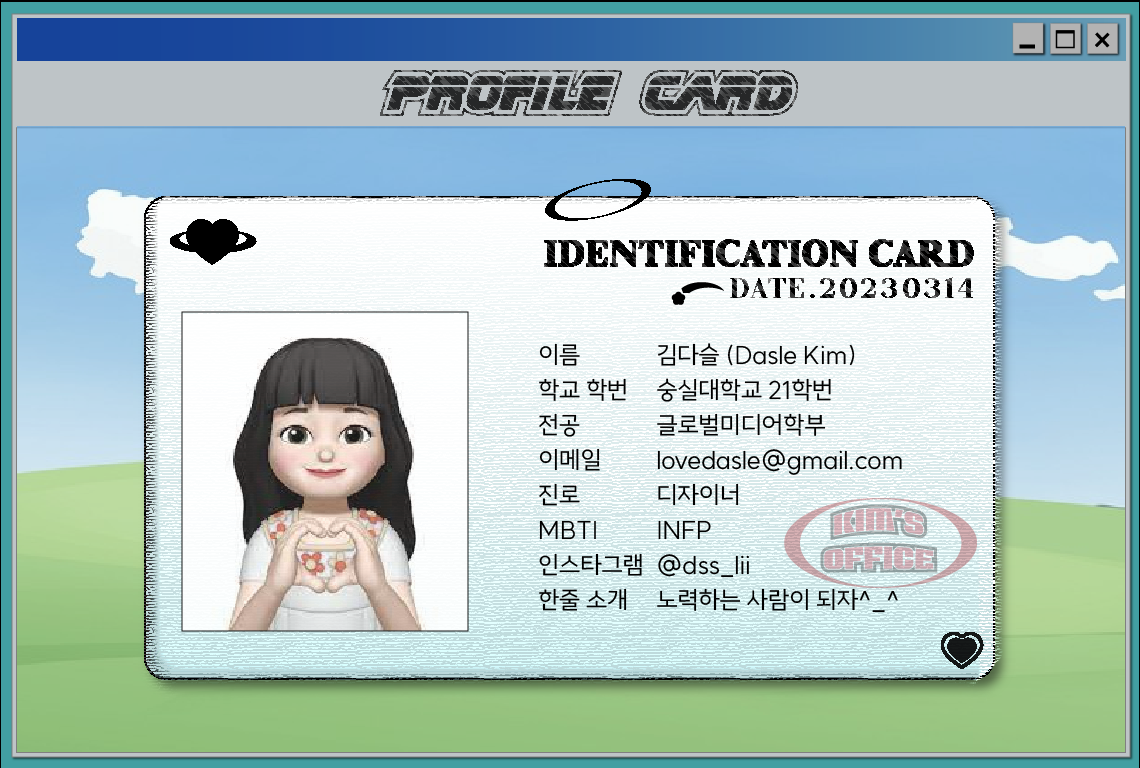 PROFILE CARD
IDENTIFICATION CARD
DATE.20230314
이름 김다슬 (Dasle Kim)
학교 학번 숭실대학교 21학번
전공 글로벌미디어학부
이메일 lovedasle@gmail.com
진로 디자이너
MBTI INFP
인스타그램 @dss_lii
한줄 소개 노력하는 사람이 되자^_^
KIM'S
OFFICE